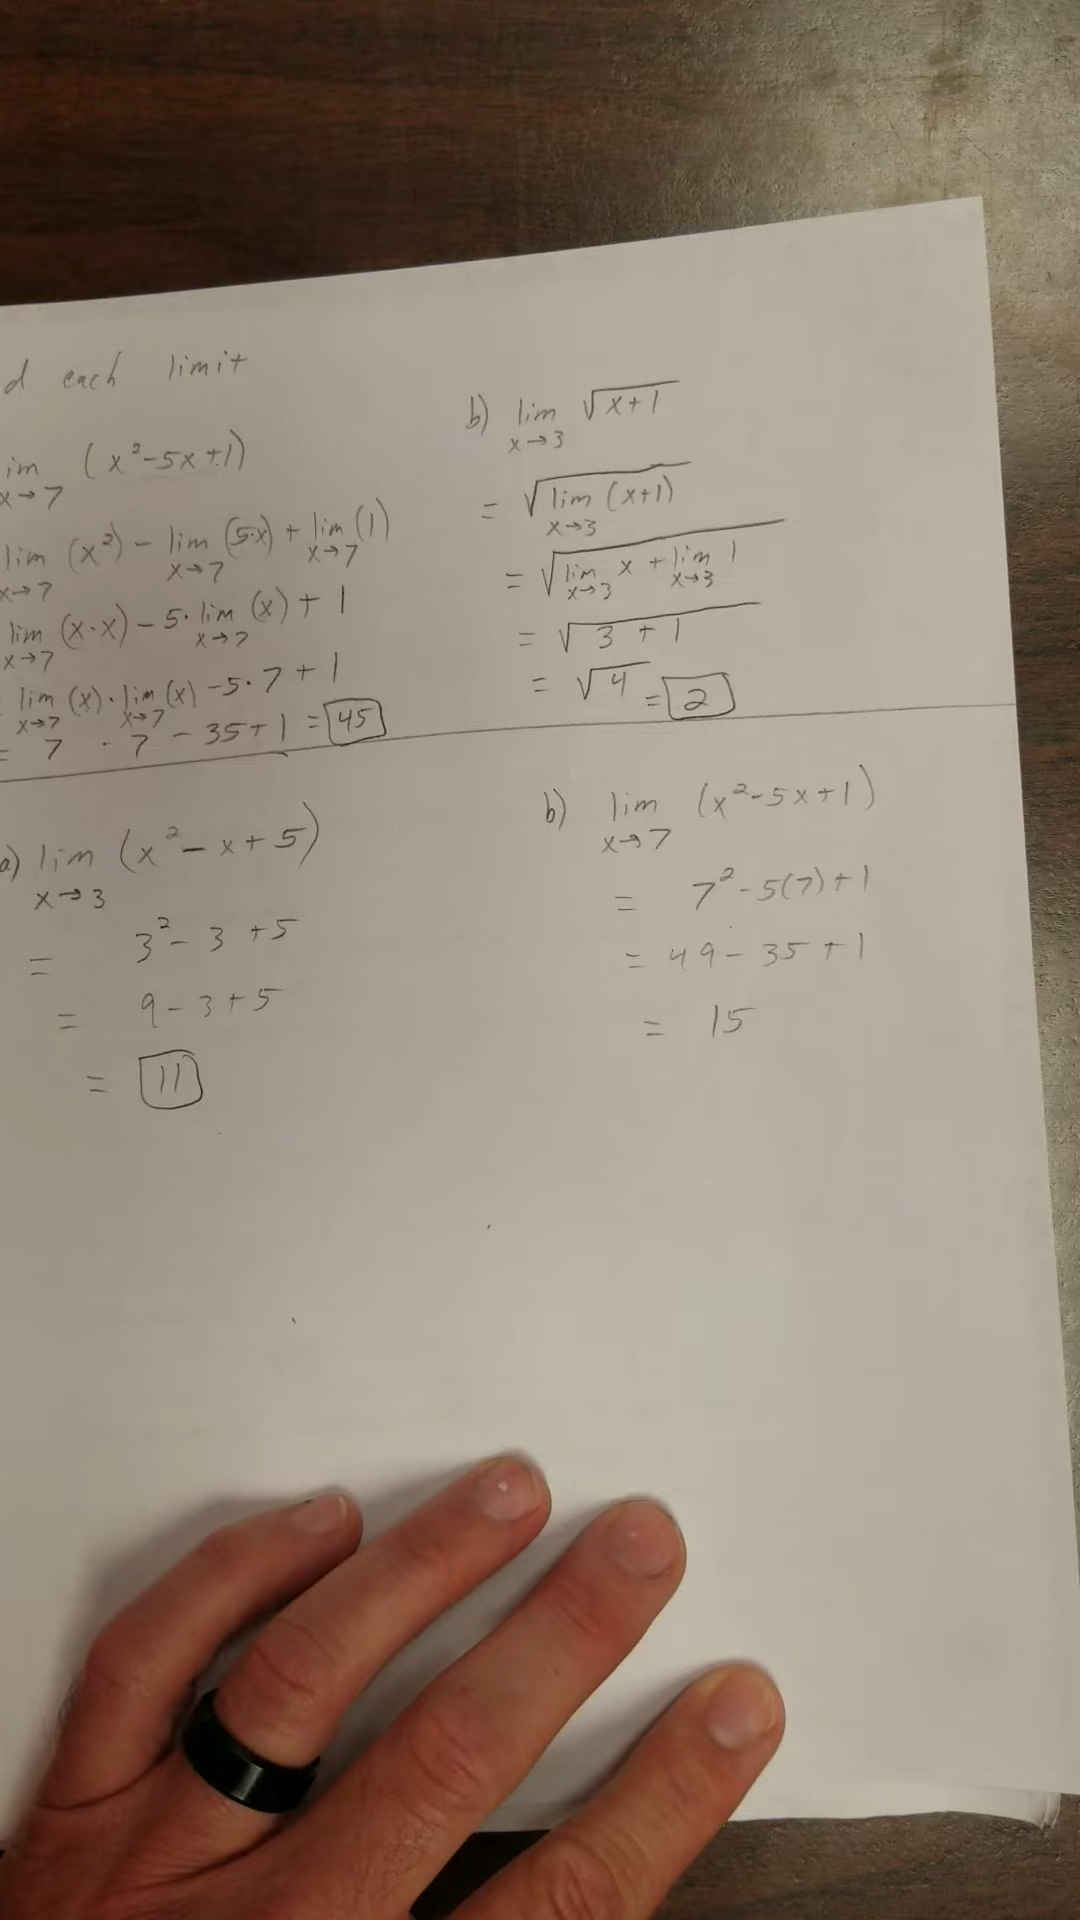 d each limit
im (x²-5x+1)
x→7
lim (x²) - lim (5·x) + lim (1)
x→7 x→7 x→7
lim (x·x) - 5·lim (x) + 1
x→7 x→7
lim (x)·lim (x) -5·7 + 1
x→7 x→7
= 7 · 7 - 35+1 = 45
b) lim √x+1
x→3
= √lim (x+1)
x→3
= √lim x + lim 1
x→3 x→3
= √3 + 1
= √4 = 2
a) lim (x²-x+5)
x→3
= 3²-3+5
= 9-3+5
= 11
b) lim (x²-5x+1)
x→7
= 7²-5(7)+1
= 49-35+1
= 15